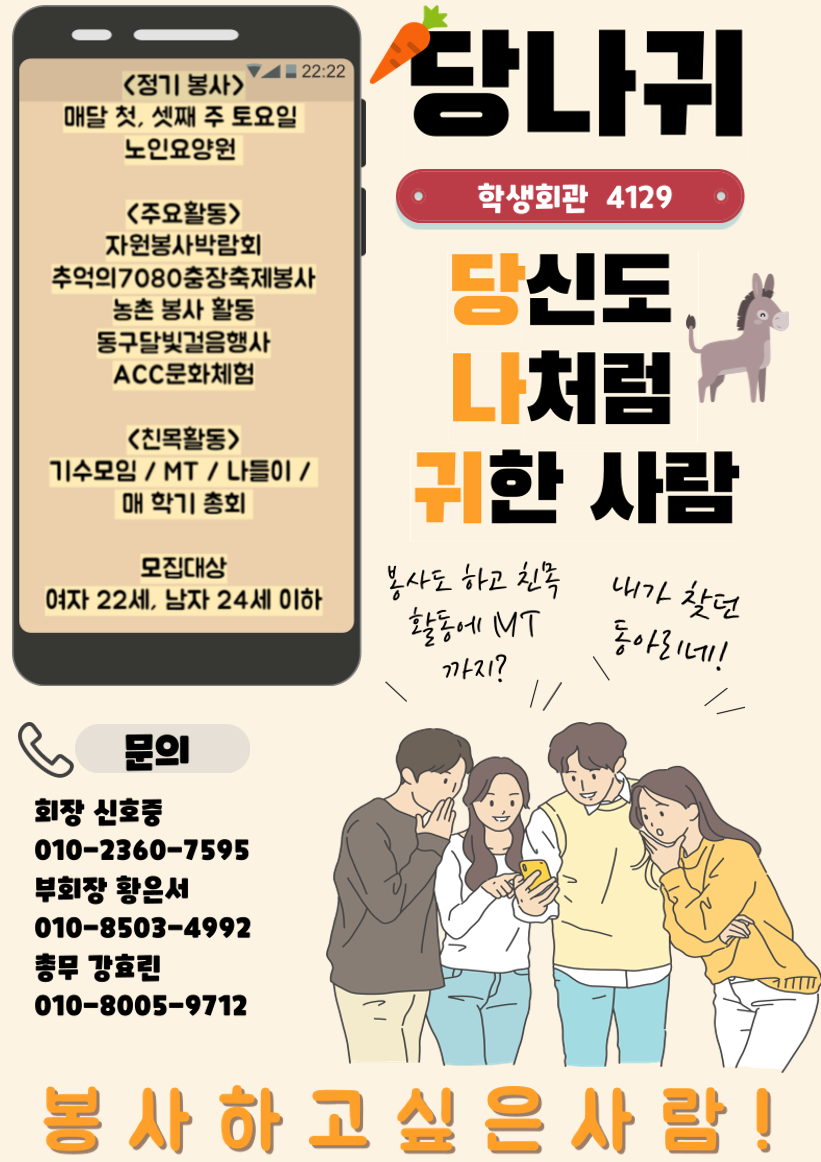 22:22
<정기 봉사>
매달 첫, 셋째 주 토요일
노인요양원
<주요활동>
자원봉사박람회
추억의7080충장축제봉사
농촌 봉사 활동
동구달빛걸음행사
ACC문화체험
<친목활동>
기수모임 / MT / 나들이 /
매 학기 총회
모집대상
여자 22세, 남자 24세 이하
당나귀
학생회관 4129
당신도
나처럼
귀한 사람
봉사도 하고 친목
활동에 MT
까지?
내가 찾던
동아리네!
문의
회장 신호중
010-2360-7595
부회장 황은서
010-8503-4992
총무 강효린
010-8005-9712
봉사하고싶은사람!